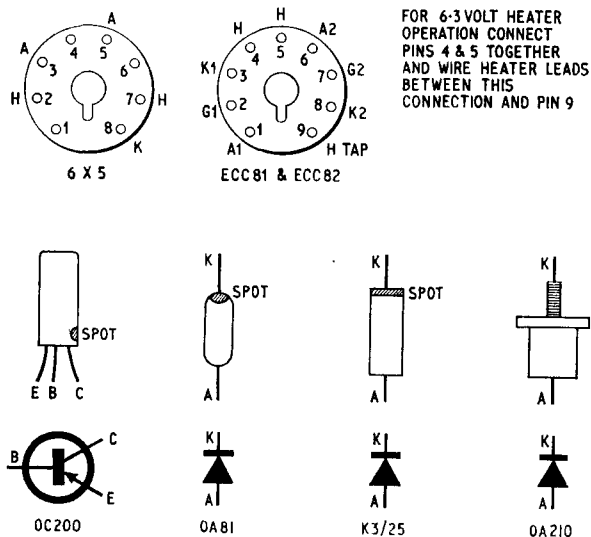 A
A
4
5
A
3
6
H
2
7
H
1
8
K
6 X 5
H
H
A2
4
5
6
K1
3
7
G2
G1
2
8
K2
1
9
A1
H TAP
ECC81 & ECC82
FOR 6·3 VOLT HEATER
OPERATION CONNECT
PINS 4 & 5 TOGETHER
AND WIRE HEATER LEADS
BETWEEN THIS
CONNECTION AND PIN 9
SPOT
E B C
K
SPOT
A
K
SPOT
A
K
A
B
C
E
OC200
K
A
OA81
K
A
K3/25
K
A
OA210